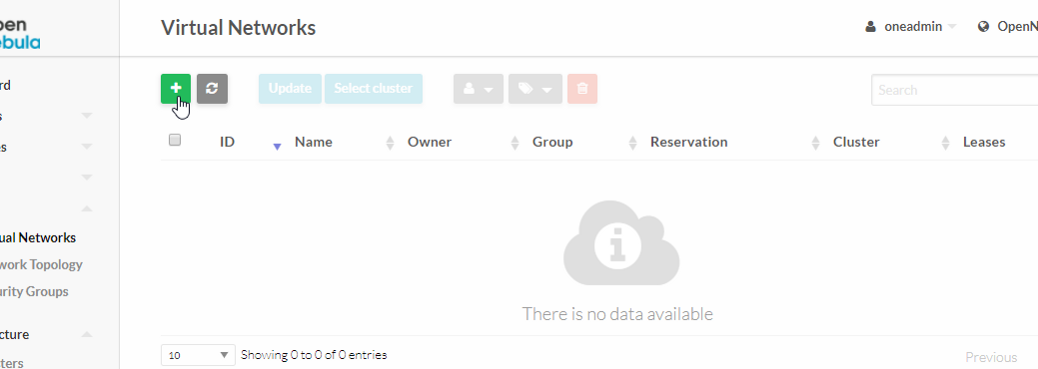 pen
ebula
Virtual Networks
oneadmin
OpenN
rd
s
es
ual Networks
work Topology
urity Groups
cture
ters
Update
Select cluster
Search
ID
Name
Owner
Group
Reservation
Cluster
Leases
There is no data available
10
Showing 0 to 0 of 0 entries
Previous